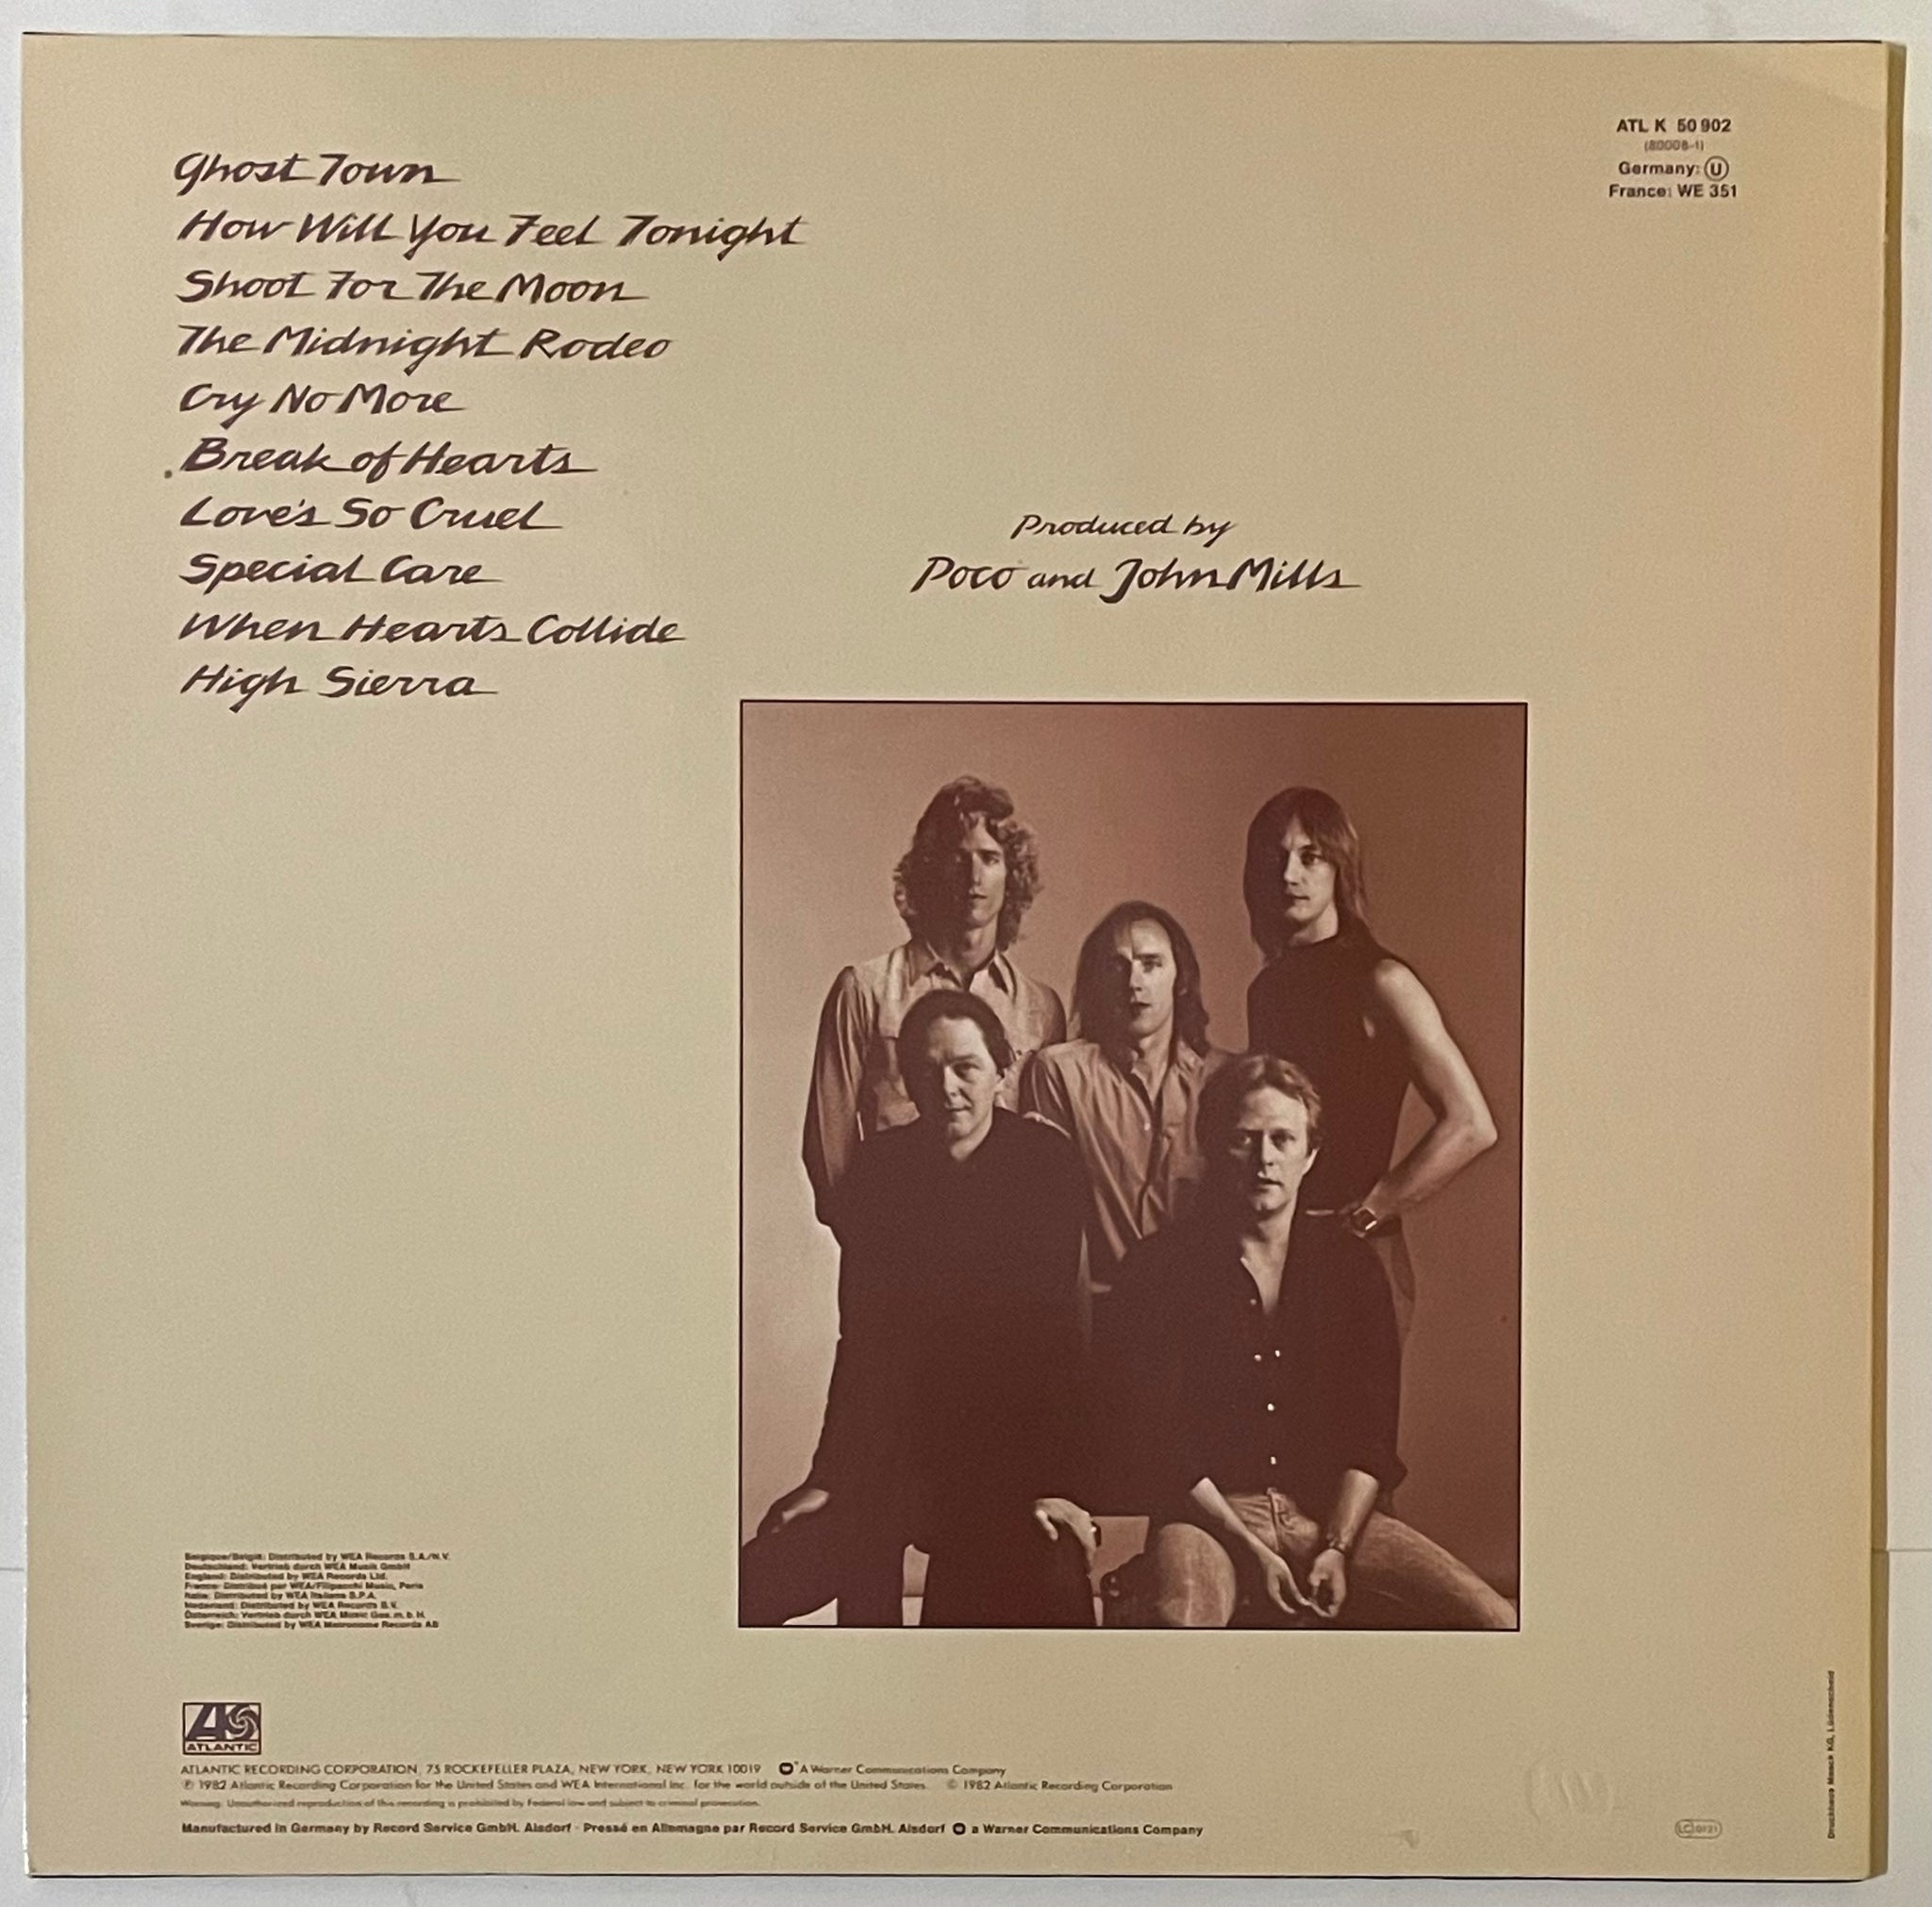 Ghost Town
How Will You Feel Tonight
Shoot For The Moon
The Midnight Rodeo
Cry No More
Break of Hearts
Love's So Cruel
Special Care
When Hearts Collide
High Sierra
ATL K 50 902
(80008-1)
Germany: Ⓤ
France: WE 351
Produced by
Poco and John Mills
Belgique/België: Distributed by WEA Records S.A./N.V.
Deutschland: Vertrieb durch WEA Musik GmbH
England: Distributed by WEA Records Ltd.
France: Distribué par WEA/Filipacchi Music, Paris
Italia: Distributed by WEA Italiana S.P.A.
Nederland: Distributed by WEA Records B.V.
Österreich: Vertrieb durch WEA Music Ges.m.b.H.
Sverige: Distributed by WEA Metronome Records AB
ATLANTIC
ATLANTIC RECORDING CORPORATION, 75 ROCKEFELLER PLAZA, NEW YORK, NEW YORK 10019 A Warner Communications Company
℗ 1982 Atlantic Recording Corporation for the United States and WEA International Inc. for the world outside of the United States. © 1982 Atlantic Recording Corporation
Warning: Unauthorized reproduction of this recording is prohibited by Federal law and subject to criminal prosecution.
Manufactured in Germany by Record Service GmbH. Alsdorf · Pressé en Allemagne par Record Service GmbH. Alsdorf a Warner Communications Company
LC 0121
Druckhaus Maack KG, Lüdenscheid